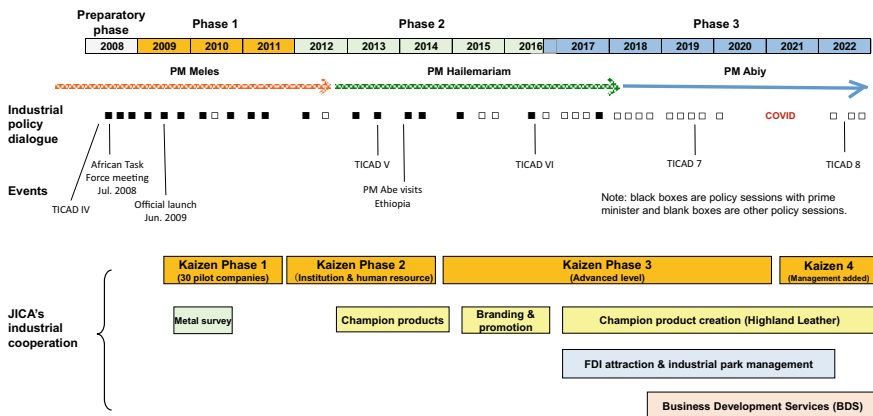 Preparatory
phase
Phase 1
Phase 2
Phase 3
2008 2009 2010 2011 2012 2013 2014 2015 2016 2017 2018 2019 2020 2021 2022
PM Meles
PM Hailemariam
PM Abiy
Industrial
policy
dialogue
COVID
Events
TICAD IV
African Task
Force meeting
Jul. 2008
Official launch
Jun. 2009
TICAD V
PM Abe visits
Ethiopia
TICAD VI
TICAD 7
TICAD 8
Note: black boxes are policy sessions with prime
minister and blank boxes are other policy sessions.
JICA's
industrial
cooperation
Kaizen Phase 1
(30 pilot companies)
Kaizen Phase 2
(Institution & human resource)
Kaizen Phase 3
(Advanced level)
Kaizen 4
(Management added)
Metal survey
Champion products
Branding &
promotion
Champion product creation (Highland Leather)
FDI attraction & industrial park management
Business Development Services (BDS)